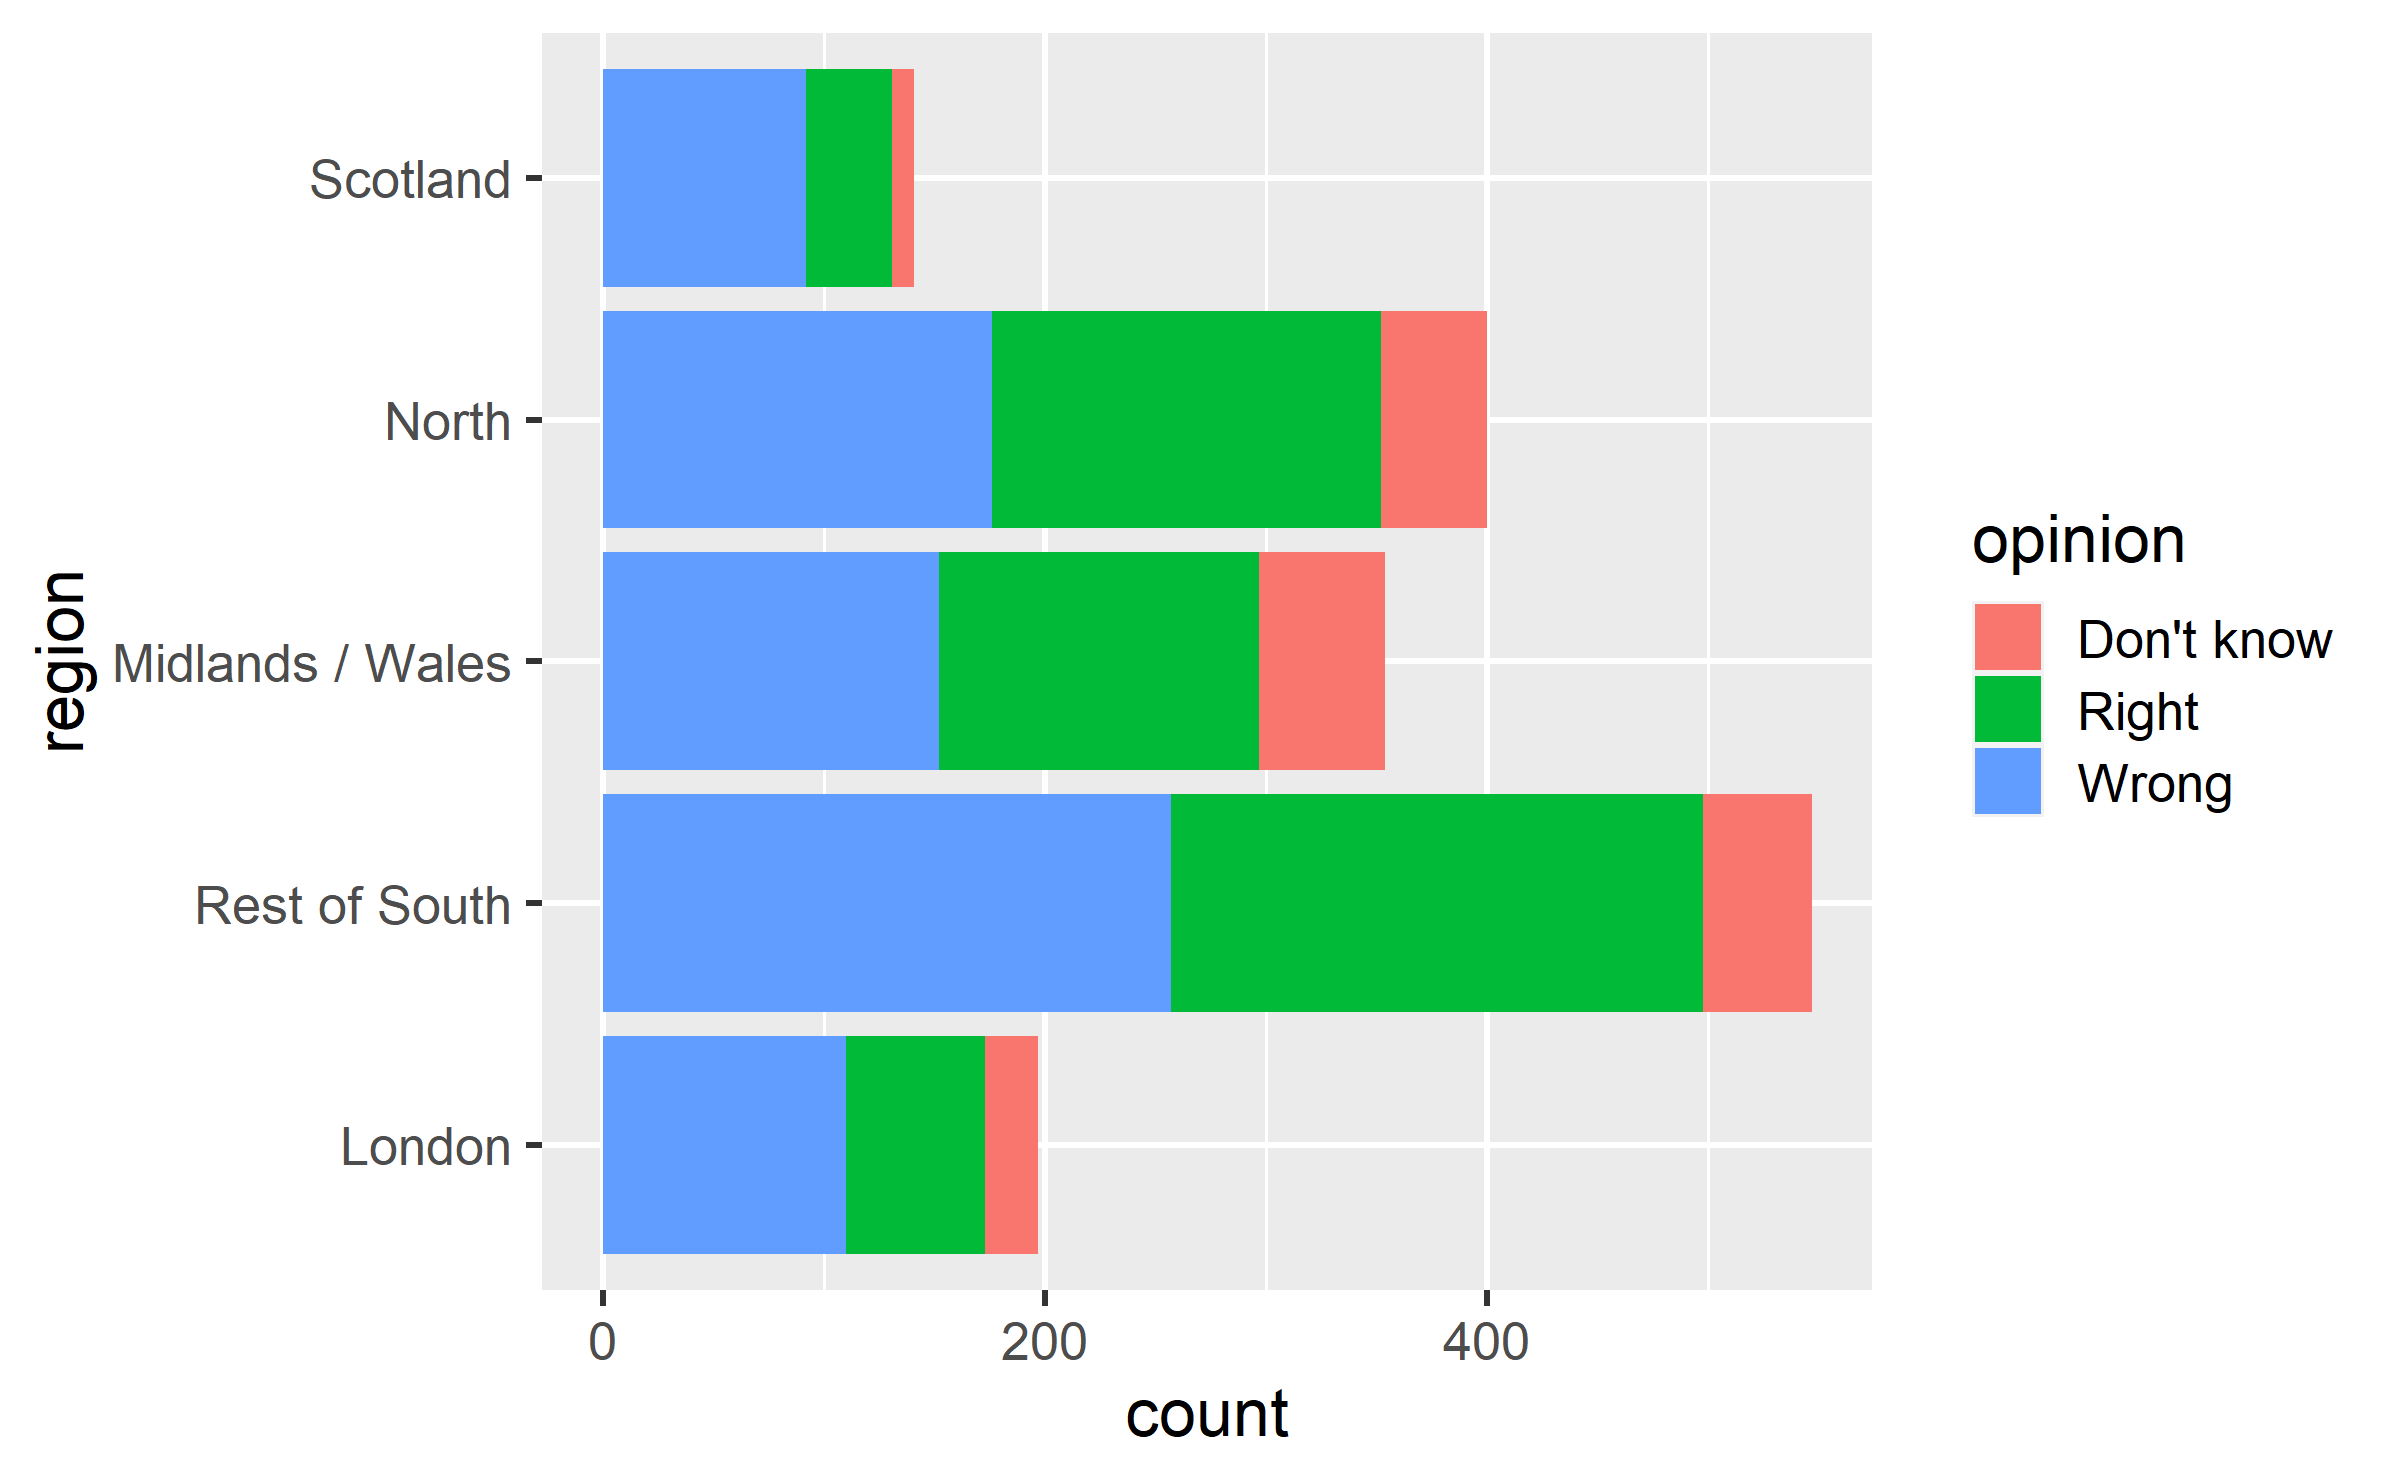 region
Scotland
North
Midlands / Wales
Rest of South
London
0 200 400
count
opinion
Don't know
Right
Wrong